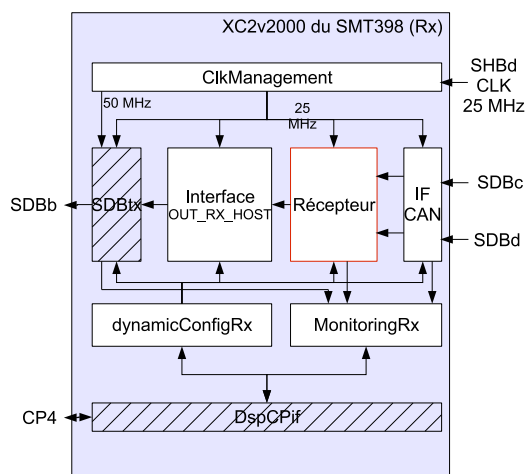 XC2v2000 du SMT398 (Rx)
ClkManagement
SHBd
CLK
25 MHz
50 MHz
25
MHz
SDBb
SDBtx
Interface
OUT_RX_HOST
Récepteur
IF
CAN
SDBc
SDBd
dynamicConfigRx
MonitoringRx
CP4
DspCPif